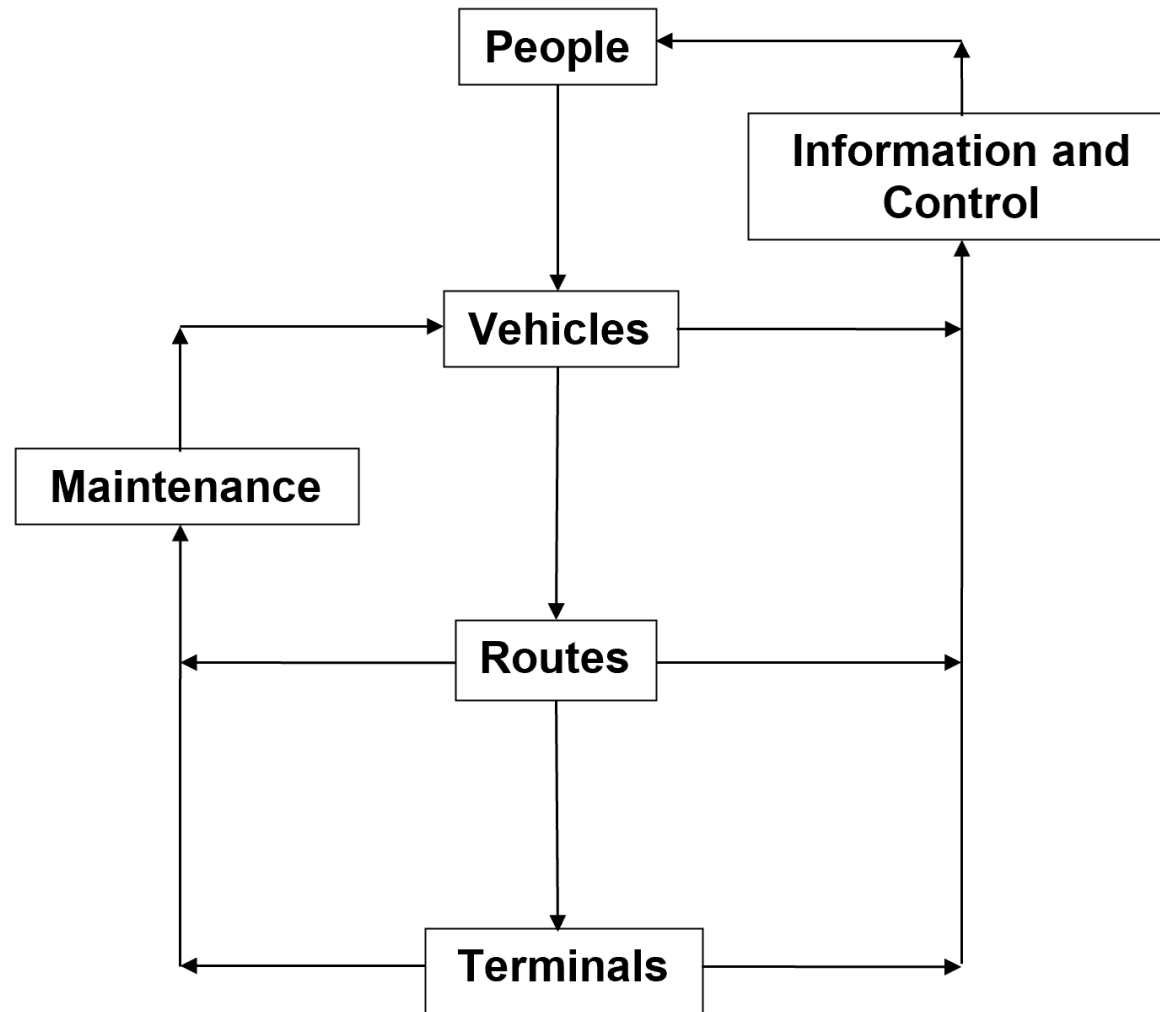 People
Information and
Control
Vehicles
Maintenance
Routes
Terminals